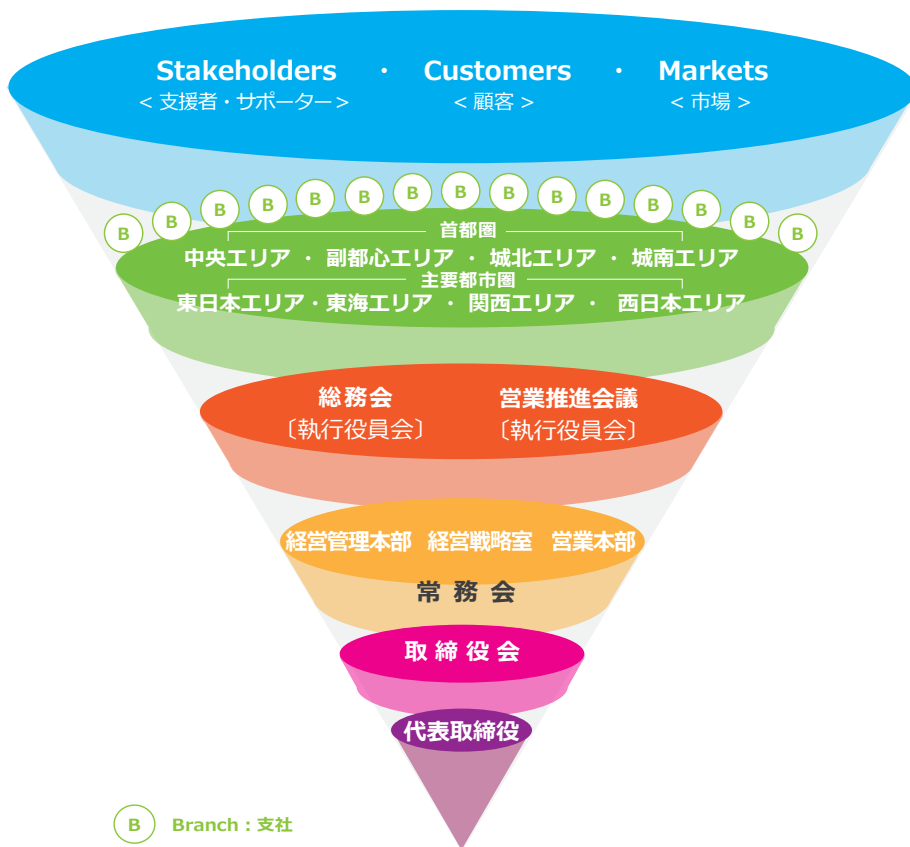 Stakeholders ・ Customers ・ Markets
< 支援者・サポーター > < 顧客 > < 市場 >
B B B B B B B B B B B B B B B
首都圏
中央エリア ・ 副都心エリア ・ 城北エリア ・ 城南エリア
主要都市圏
東日本エリア・東海エリア ・ 関西エリア ・ 西日本エリア
総務会 営業推進会議
〔執行役員会〕 〔執行役員会〕
経営管理本部 経営戦略室 営業本部
常務会
取締役会
代表取締役
B Branch : 支社